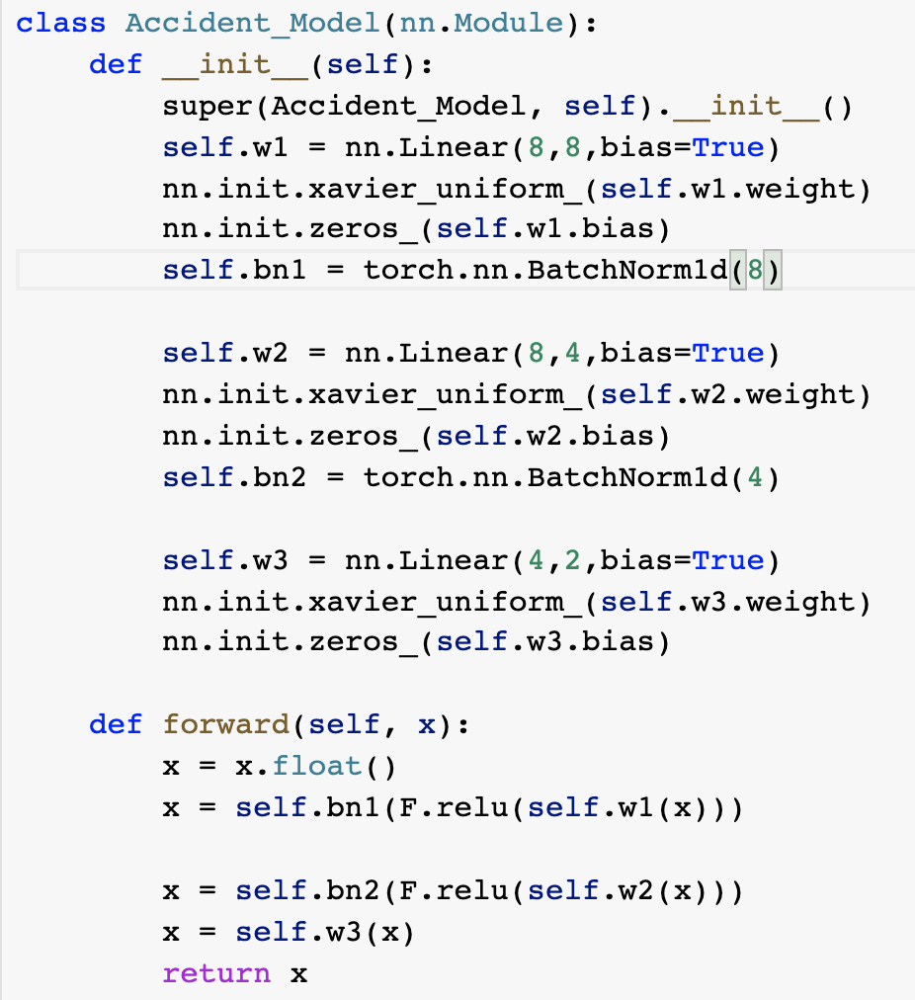 class Accident_Model(nn.Module):
    def __init__(self):
        super(Accident_Model, self).__init__()
        self.w1 = nn.Linear(8,8,bias=True)
        nn.init.xavier_uniform_(self.w1.weight)
        nn.init.zeros_(self.w1.bias)
        self.bn1 = torch.nn.BatchNorm1d(8)

        self.w2 = nn.Linear(8,4,bias=True)
        nn.init.xavier_uniform_(self.w2.weight)
        nn.init.zeros_(self.w2.bias)
        self.bn2 = torch.nn.BatchNorm1d(4)

        self.w3 = nn.Linear(4,2,bias=True)
        nn.init.xavier_uniform_(self.w3.weight)
        nn.init.zeros_(self.w3.bias)

    def forward(self, x):
        x = x.float()
        x = self.bn1(F.relu(self.w1(x)))

        x = self.bn2(F.relu(self.w2(x)))
        x = self.w3(x)
        return x